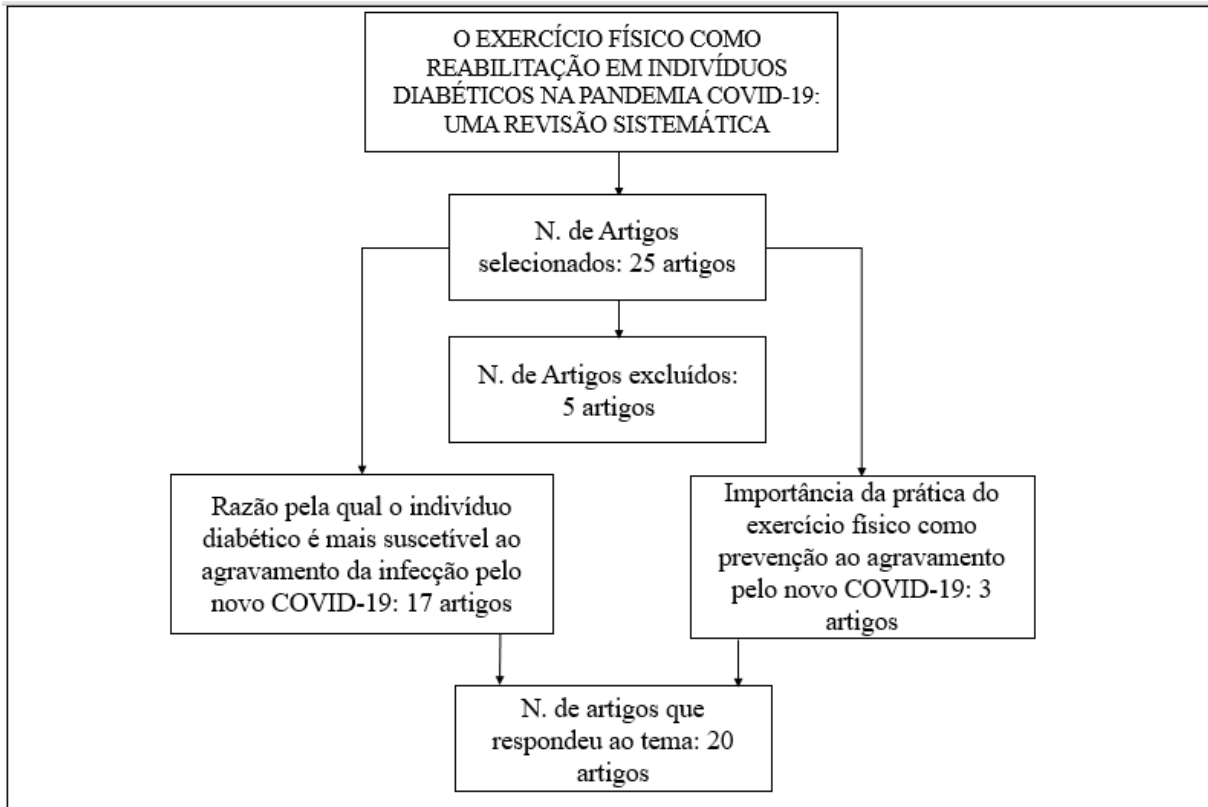 O EXERCÍCIO FÍSICO COMO
REABILITAÇÃO EM INDIVÍDUOS
DIABÉTICOS NA PANDEMIA COVID-19:
UMA REVISÃO SISTEMÁTICA
N. de Artigos
selecionados: 25 artigos
N. de Artigos excluídos:
5 artigos
Razão pela qual o indivíduo
diabético é mais suscetível ao
agravamento da infecção pelo
novo COVID-19: 17 artigos
Importância da prática do
exercício físico como
prevenção ao agravamento
pelo novo COVID-19: 3
artigos
N. de artigos que
respondeu ao tema: 20
artigos